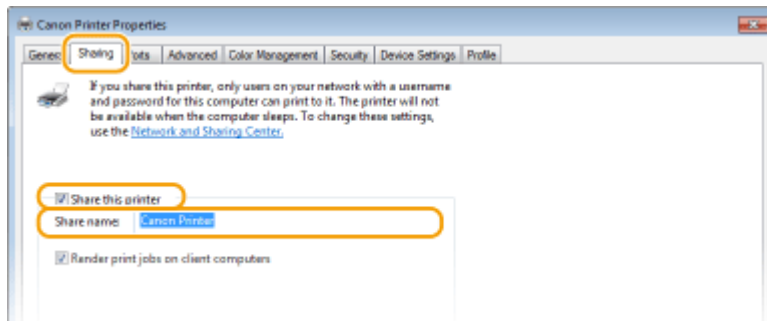 Canon Printer Properties
General Sharing Ports Advanced Color Management Security Device Settings Profile
If you share this printer, only users on your network with a username
and password for this computer can print to it. The printer will not
be available when the computer sleeps. To change these settings,
use the Network and Sharing Center.
Share this printer
Share name: Canon Printer
Render print jobs on client computers